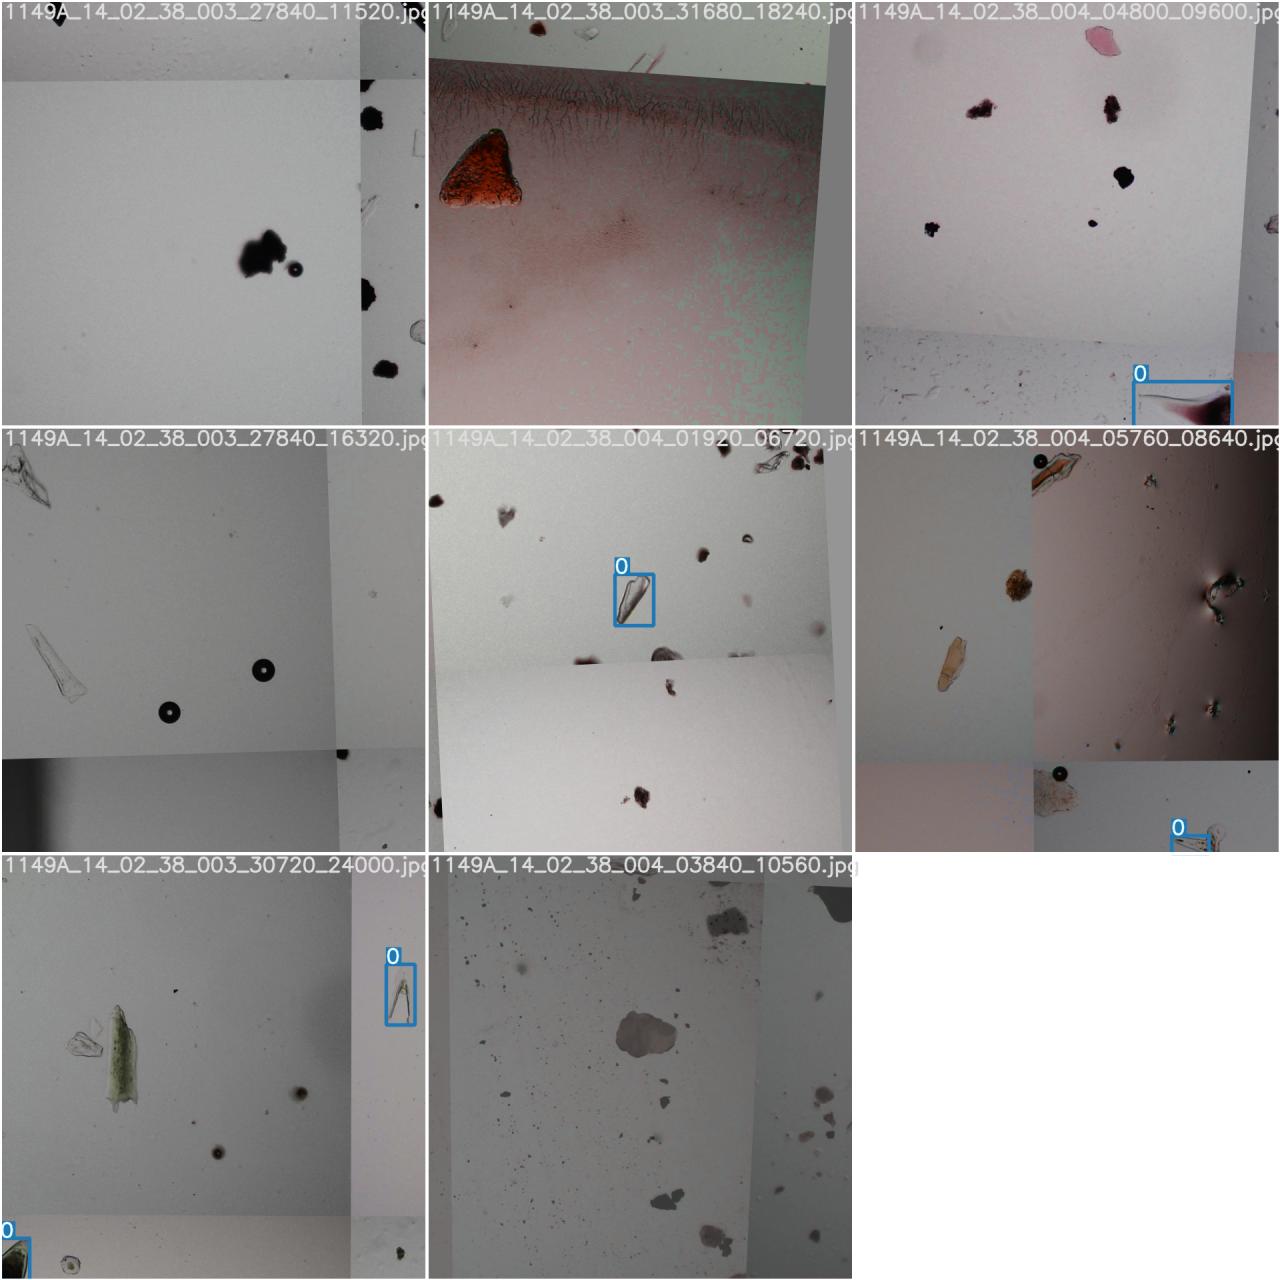 1149A_14_02_38_003_27840_11520.jpg
1149A_14_02_38_003_31680_18240.jpg
1149A_14_02_38_004_04800_09600.jpg
0
1149A_14_02_38_003_27840_16320.jpg
1149A_14_02_38_004_01920_06720.jpg
1149A_14_02_38_004_05760_08640.jpg
0
0
1149A_14_02_38_003_30720_24000.jpg
1149A_14_02_38_004_03840_10560.jpg
0
0